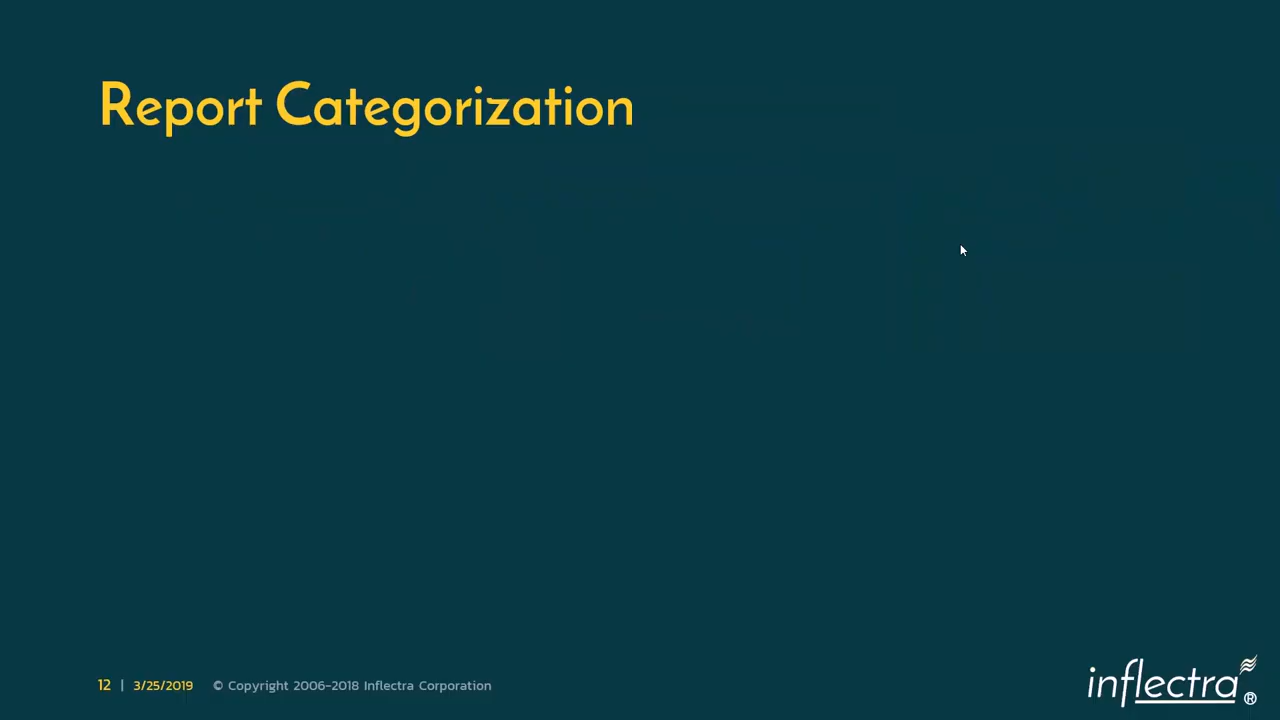 Report Categorization
12 | 3/25/2019 © Copyright 2006-2018 Inflectra Corporation
inflectra®